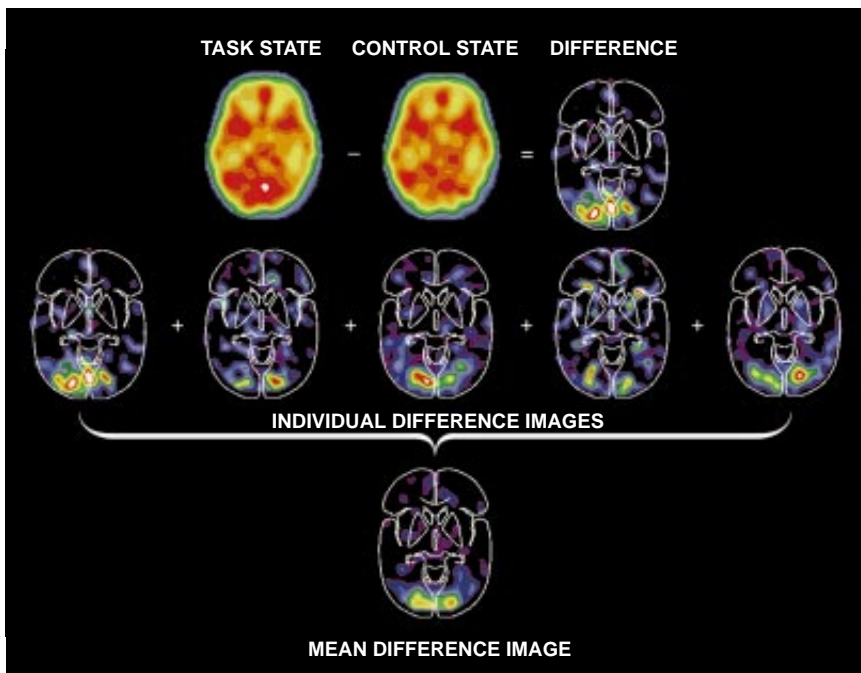 TASK STATE CONTROL STATE DIFFERENCE
– =
+ + + +
INDIVIDUAL DIFFERENCE IMAGES
MEAN DIFFERENCE IMAGE